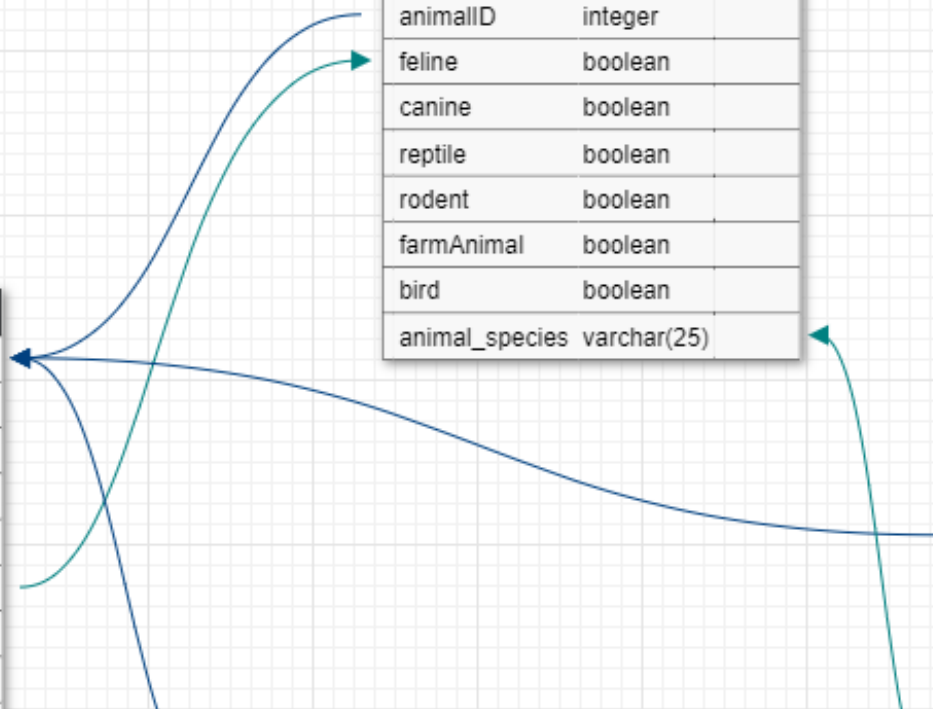 animalID integer
feline boolean
canine boolean
reptile boolean
rodent boolean
farmAnimal boolean
bird boolean
animal_species varchar(25)